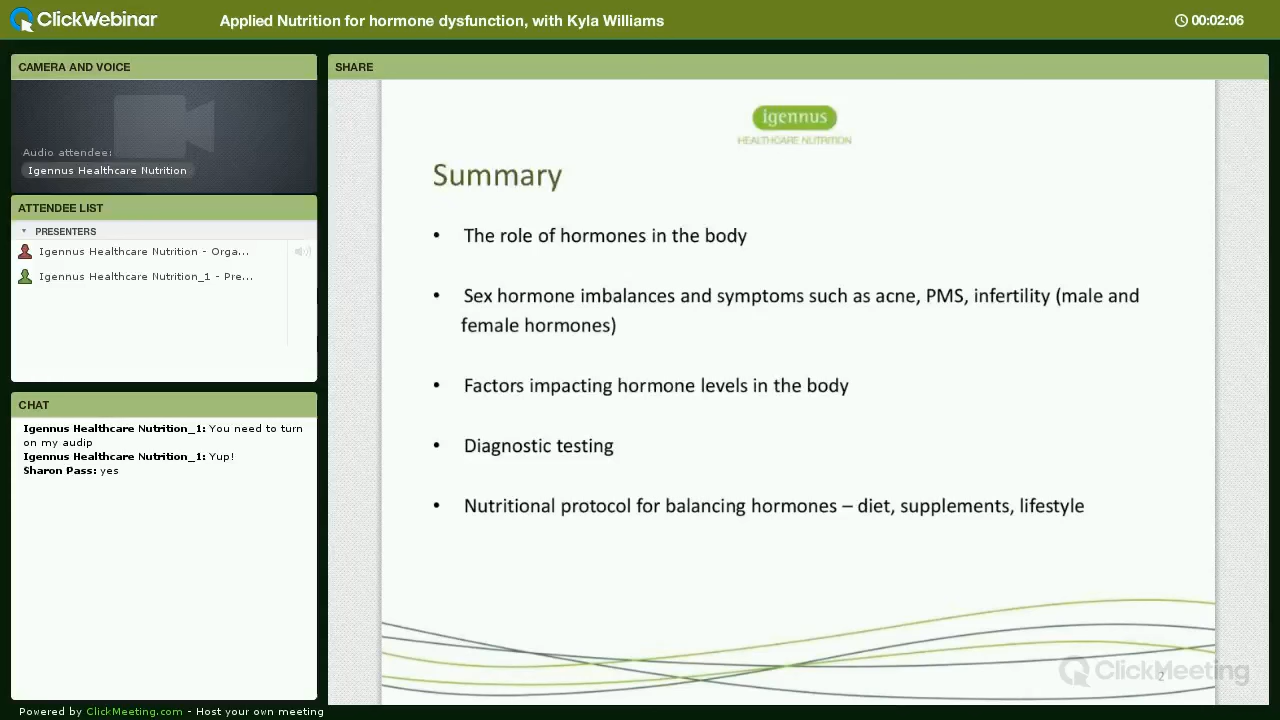 ClickWebinar
Applied Nutrition for hormone dysfunction, with Kyla Williams
00:02:06
CAMERA AND VOICE
Audio attendee:
Igennus Healthcare Nutrition
ATTENDEE LIST
PRESENTERS
Igennus Healthcare Nutrition - Orga...
Igennus Healthcare Nutrition_1 - Pre...
CHAT
Igennus Healthcare Nutrition_1: You need to turn
on my audip
Igennus Healthcare Nutrition_1: Yup!
Sharon Pass: yes
SHARE
igennus
HEALTHCARE NUTRITION
Summary
• The role of hormones in the body
• Sex hormone imbalances and symptoms such as acne, PMS, infertility (male and
female hormones)
• Factors impacting hormone levels in the body
• Diagnostic testing
• Nutritional protocol for balancing hormones – diet, supplements, lifestyle
ClickMeeting
2
Powered by ClickMeeting.com - Host your own meeting